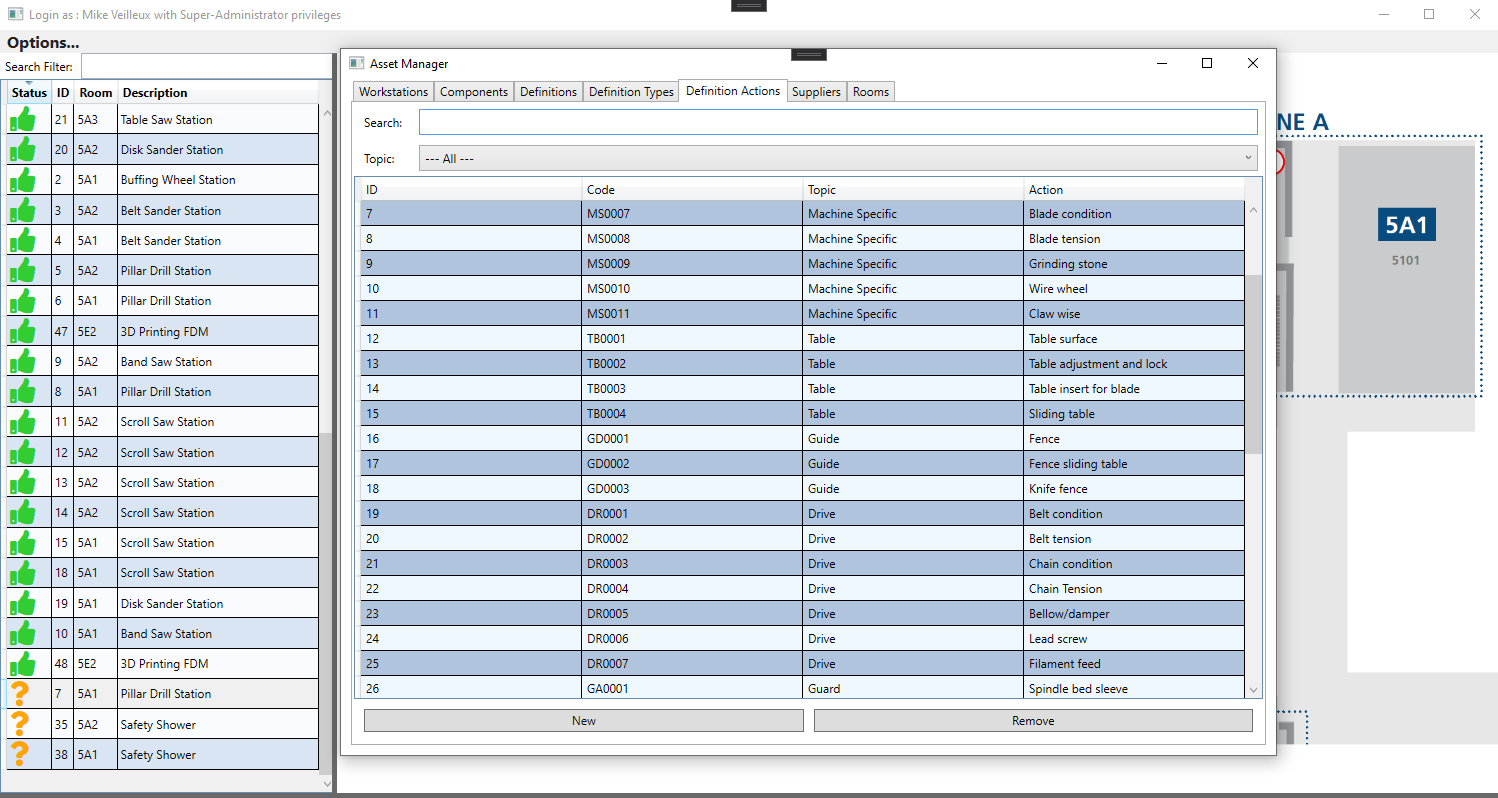 Login as : Mike Veilleux with Super-Administrator privileges
Options...
Search Filter:
Status ID Room Description
21 5A3 Table Saw Station
20 5A2 Disk Sander Station
2 5A1 Buffing Wheel Station
3 5A2 Belt Sander Station
4 5A1 Belt Sander Station
5 5A2 Pillar Drill Station
6 5A1 Pillar Drill Station
47 5E2 3D Printing FDM
9 5A2 Band Saw Station
8 5A1 Pillar Drill Station
11 5A2 Scroll Saw Station
12 5A2 Scroll Saw Station
13 5A2 Scroll Saw Station
14 5A2 Scroll Saw Station
15 5A1 Scroll Saw Station
18 5A1 Scroll Saw Station
19 5A1 Disk Sander Station
10 5A1 Band Saw Station
48 5E2 3D Printing FDM
? 7 5A1 Pillar Drill Station
? 35 5A2 Safety Shower
? 38 5A1 Safety Shower
Asset Manager
Workstations Components Definitions Definition Types Definition Actions Suppliers Rooms
Search:
Topic: --- All ---
ID Code Topic Action
7 MS0007 Machine Specific Blade condition
8 MS0008 Machine Specific Blade tension
9 MS0009 Machine Specific Grinding stone
10 MS0010 Machine Specific Wire wheel
11 MS0011 Machine Specific Claw wise
12 TB0001 Table Table surface
13 TB0002 Table Table adjustment and lock
14 TB0003 Table Table insert for blade
15 TB0004 Table Sliding table
16 GD0001 Guide Fence
17 GD0002 Guide Fence sliding table
18 GD0003 Guide Knife fence
19 DR0001 Drive Belt condition
20 DR0002 Drive Belt tension
21 DR0003 Drive Chain condition
22 DR0004 Drive Chain Tension
23 DR0005 Drive Bellow/damper
24 DR0006 Drive Lead screw
25 DR0007 Drive Filament feed
26 GA0001 Guard Spindle bed sleeve
New Remove
NE A
5A1
5101